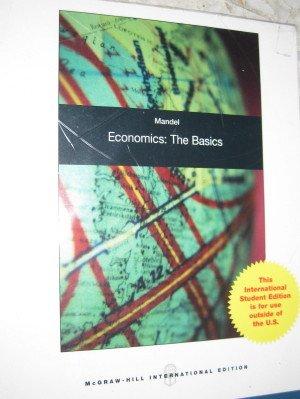 Mandel
Economics: The Basics
This
International
Student Edition
is for use
outside of
the U.S.
McGRAW-HILL INTERNATIONAL EDITION